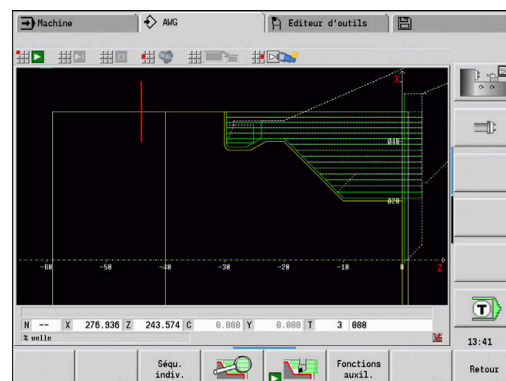 Machine AWG Editeur d'outils
X
Ø40
Ø20
-60 -50 -40 -30 -20 -10 0 Z
N -- X 276.936 Z 243.574 C 0.000 Y 0.000 T 3 000
% welle
T
13:41
Séqu. indiv.
Fonctions auxil.
Retour